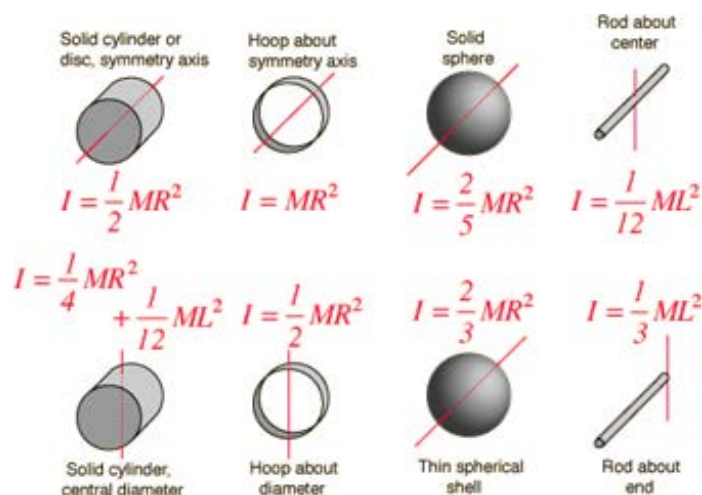 Solid cylinder or
disc, symmetry axis
I = 1/2 MR²
Hoop about
symmetry axis
I = MR²
Solid
sphere
I = 2/5 MR²
Rod about
center
I = 1/12 ML²
I = 1/4 MR²
+ 1/12 ML²
Solid cylinder,
central diameter
I = 1/2 MR²
Hoop about
diameter
I = 2/3 MR²
Thin spherical
shell
I = 1/3 ML²
Rod about
end